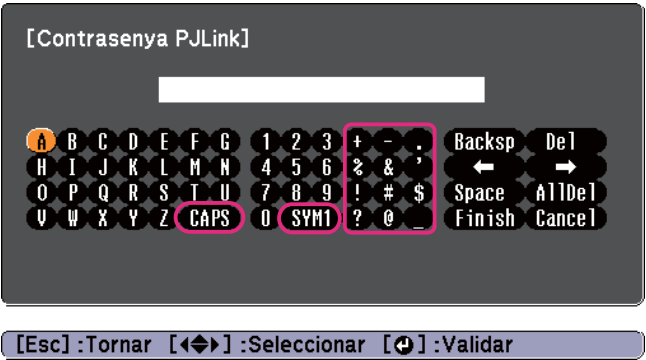 [Contrasenya PJLink]
A B C D E F G 1 2 3 + - . Backsp Del
H I J K L M N 4 5 6 % & ’ ← →
O P Q R S T U 7 8 9 ! # $ Space AllDel
V W X Y Z CAPS 0 SYM1 ? @ _ Finish Cancel
[Esc] :Tornar [◀◆▶] :Seleccionar [⏎] :Validar